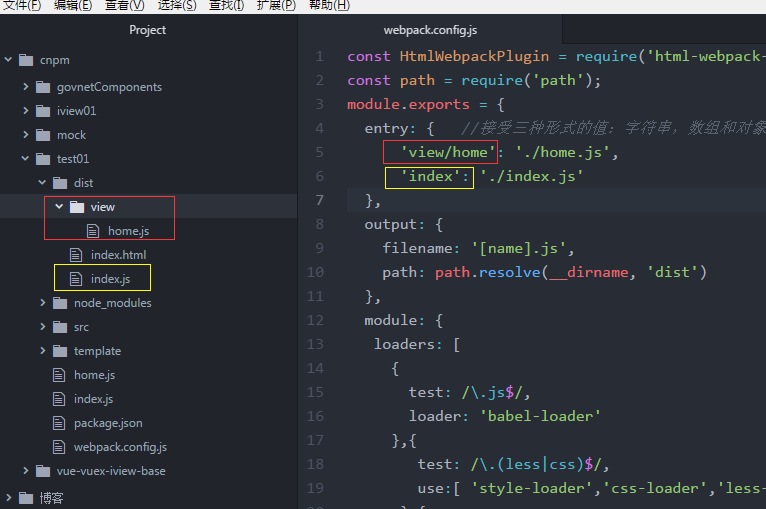 文件(F) 编辑(E) 查看(V) 选择(S) 查找(I) 扩展(P) 帮助(H)
Project
cnpm
govnetComponents
iview01
mock
test01
dist
view
home.js
index.html
index.js
node_modules
src
template
home.js
index.js
package.json
webpack.config.js
vue-vuex-iview-base
博客
webpack.config.js
1 const HtmlWebpackPlugin = require('html-webpack-
2 const path = require('path');
3 module.exports = {
4 entry: { //接受三种形式的值: 字符串, 数组和对象
5 'view/home': './home.js',
6 'index': './index.js'
7 },
8 output: {
9 filename: '[name].js',
10 path: path.resolve(__dirname, 'dist')
11 },
12 module: {
13 loaders: [
14 {
15 test: /\.js$/,
16 loader: 'babel-loader'
17 },{
18 test: /\.(less|css)$/,
19 use:[ 'style-loader','css-loader','less-